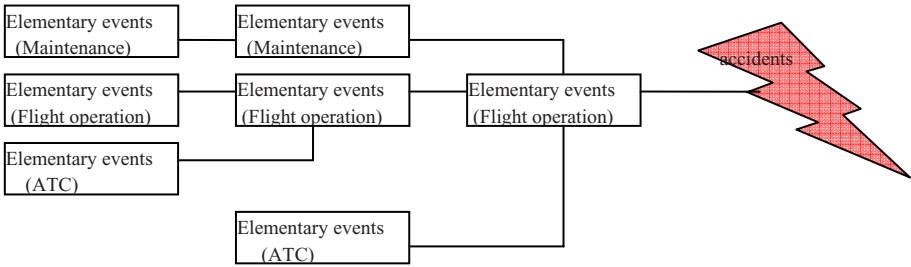 Elementary events
(Maintenance)
Elementary events
(Maintenance)
accidents
Elementary events
(Flight operation)
Elementary events
(Flight operation)
Elementary events
(Flight operation)
Elementary events
(ATC)
Elementary events
(ATC)